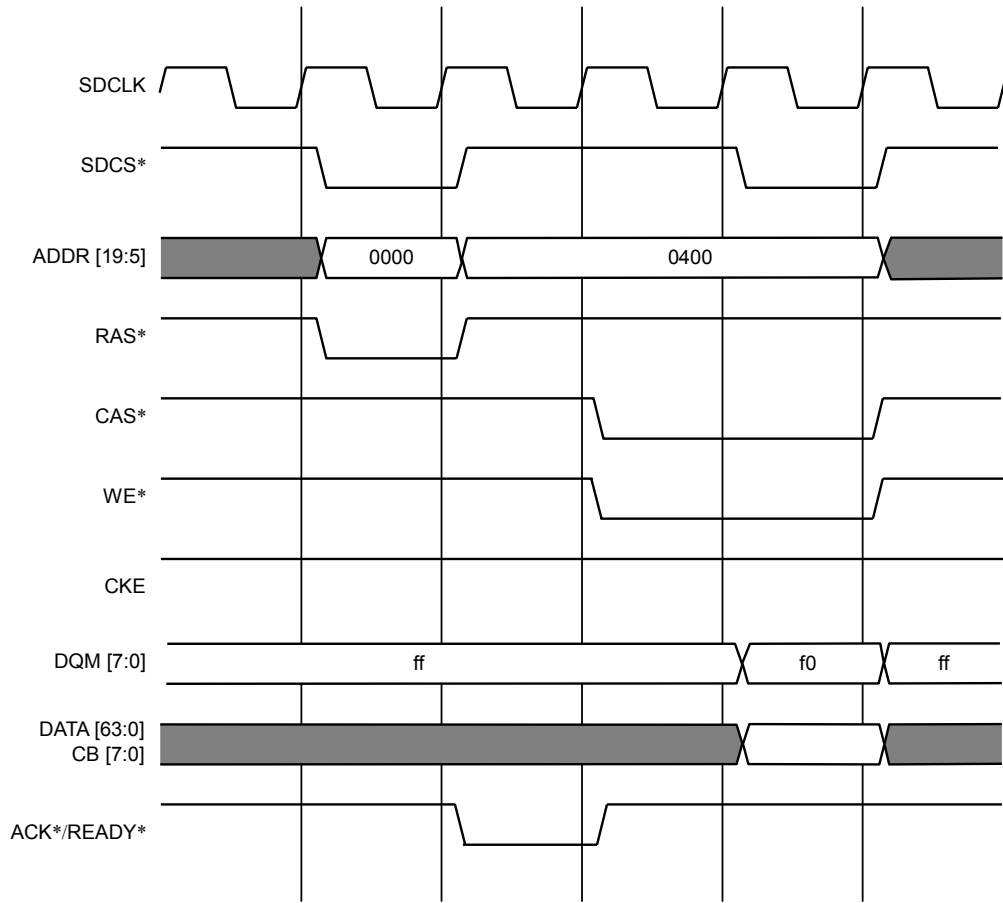 SDCLK
SDCS*
ADDR [19:5] 0000 0400
RAS*
CAS*
WE*
CKE
DQM [7:0] ff f0 ff
DATA [63:0]
CB [7:0]
ACK*/READY*